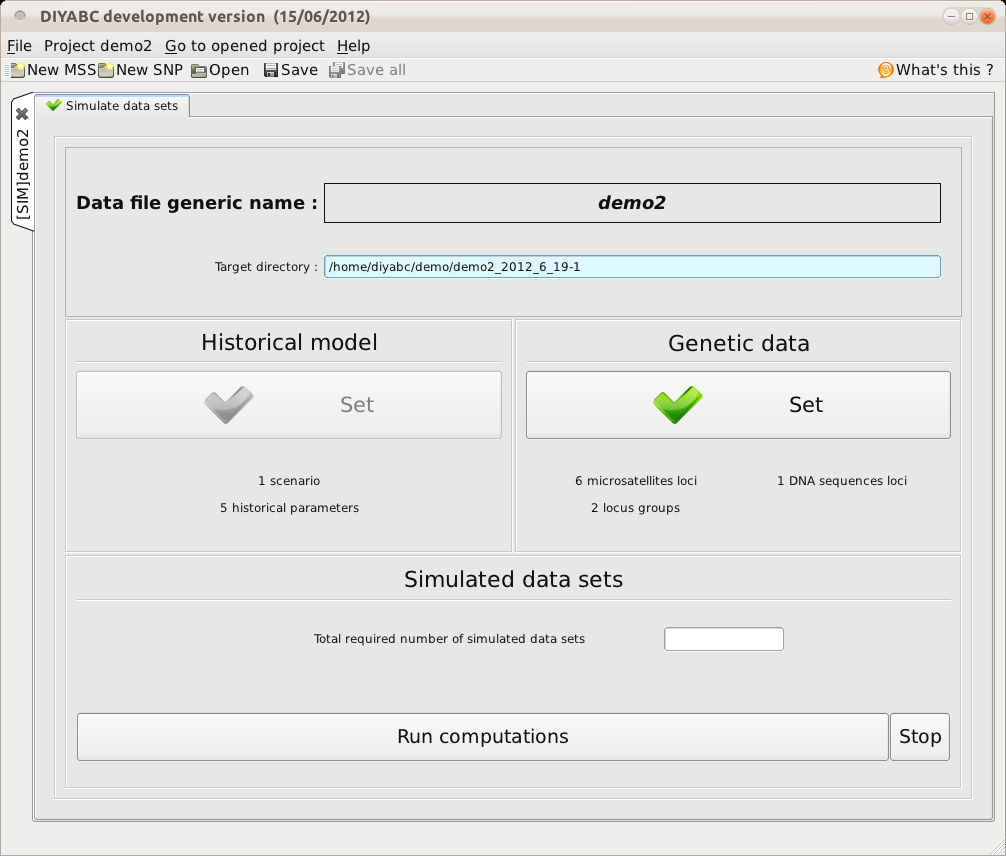 DIYABC development version (15/06/2012)
File Project demo2 Go to opened project Help
New MSS New SNP Open Save Save all What's this ?
[SIM]demo2
Simulate data sets
Data file generic name : demo2
Target directory : /home/diyabc/demo/demo2_2012_6_19-1
Historical model
Set
1 scenario
5 historical parameters
Genetic data
Set
6 microsatellites loci 1 DNA sequences loci
2 locus groups
Simulated data sets
Total required number of simulated data sets
Run computations Stop